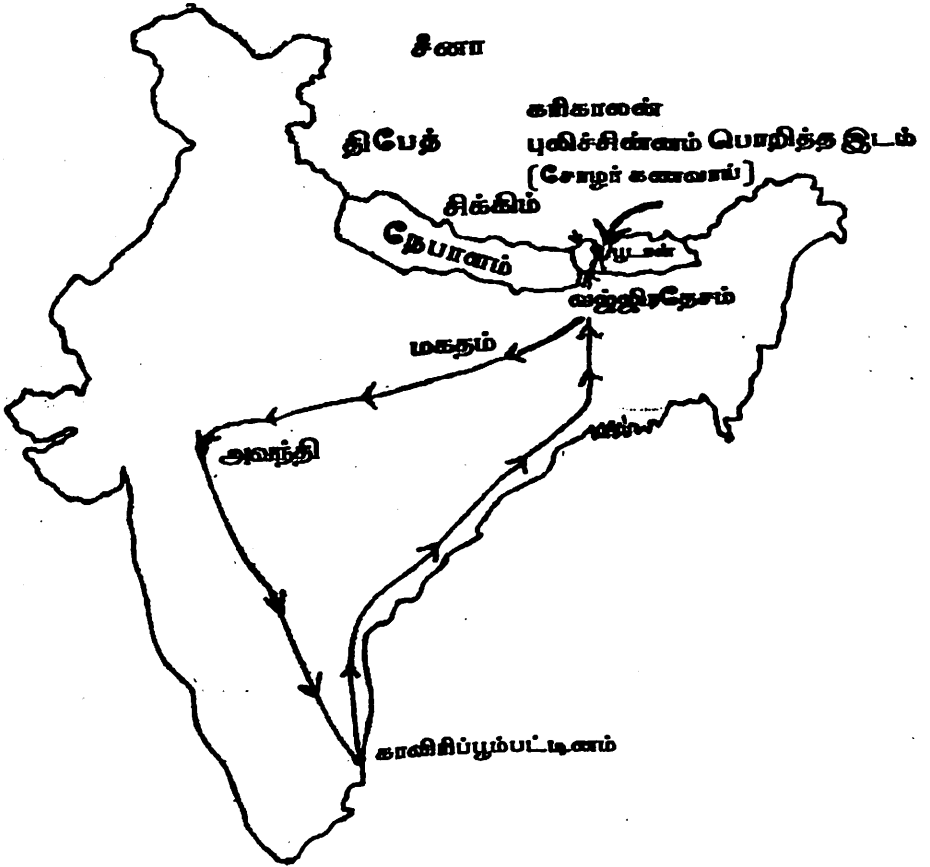 சீனா
கரிகாலன்
திபேத்
புலிச்சின்னம் பொறித்த இடம்
(சோழர் கணவாய்)
சிக்கிம்
நேபாளம்
பூடான்
வஜ்ஜிரதேசம்
மகதம்
அவந்தி
காவிரிப்பூம்பட்டினம்